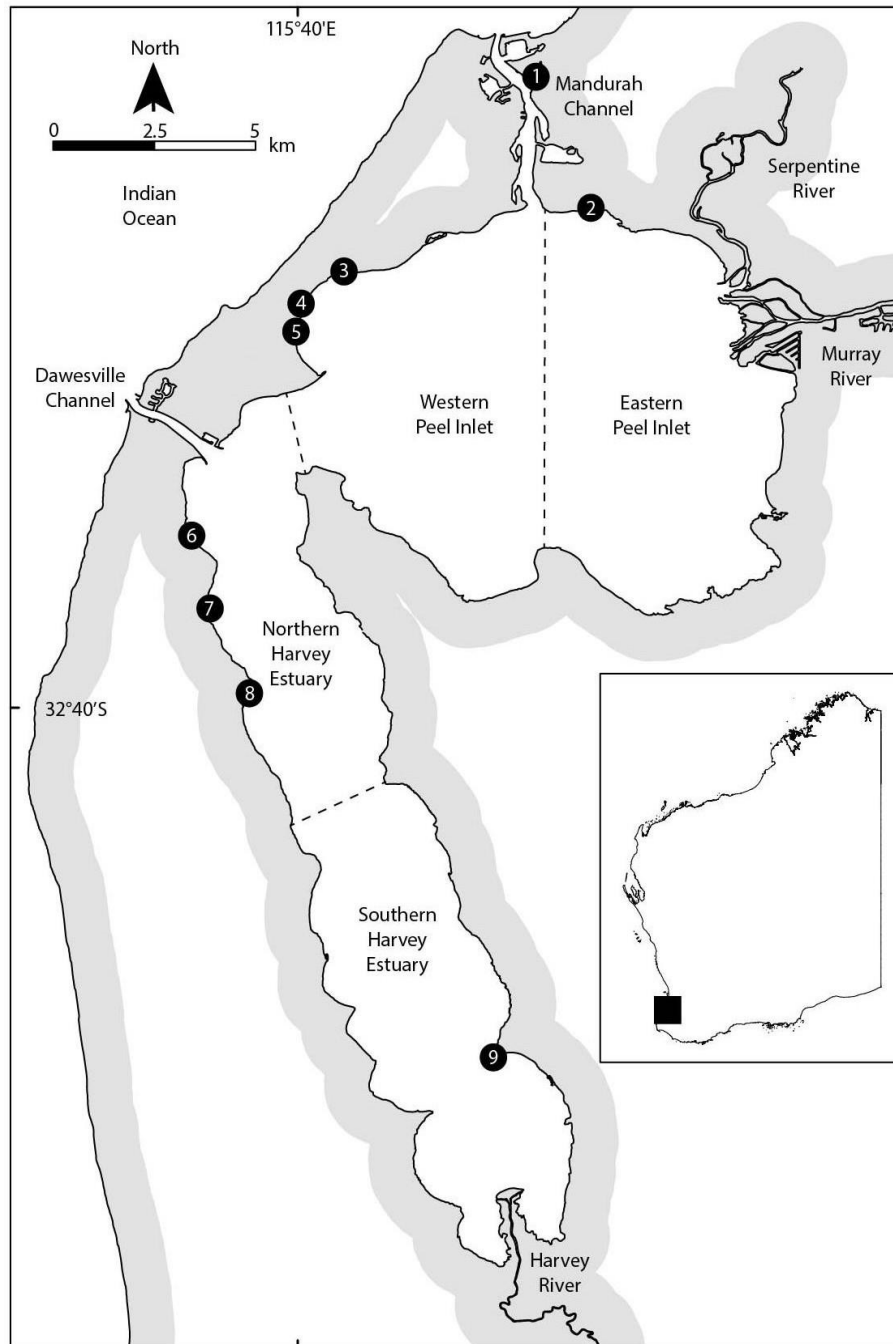 115°40'E
North
0
2.5
5
km
Indian
Ocean
1
Mandurah
Channel
Serpentine
River
2
3
4
5
Murray
River
Dawesville
Channel
Western
Peel Inlet
Eastern
Peel Inlet
6
7
Northern
Harvey
Estuary
8
32°40'S
Southern
Harvey
Estuary
9
Harvey
River